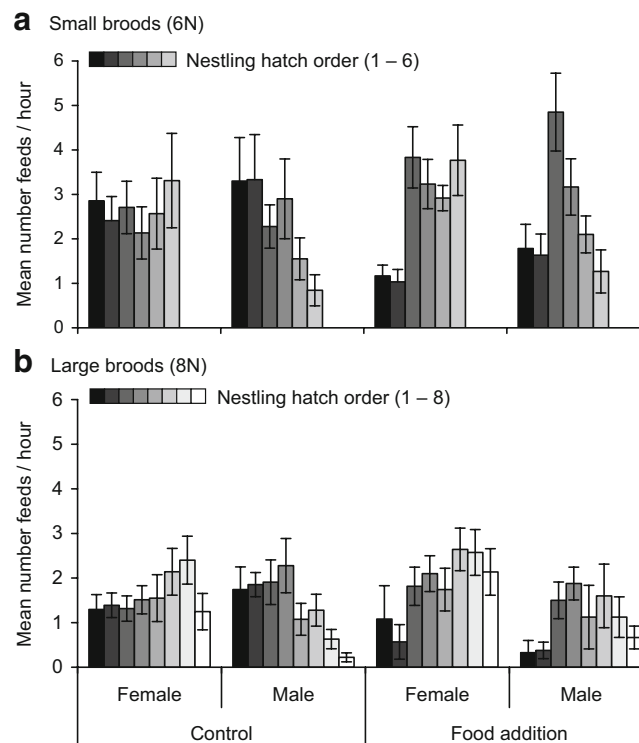 a Small broods (6N)
Nestling hatch order (1 – 6)
Mean number feeds / hour
6
5
4
3
2
1
0
b Large broods (8N)
Nestling hatch order (1 – 8)
Mean number feeds / hour
6
5
4
3
2
1
0
Female Male Female Male
Control Food addition